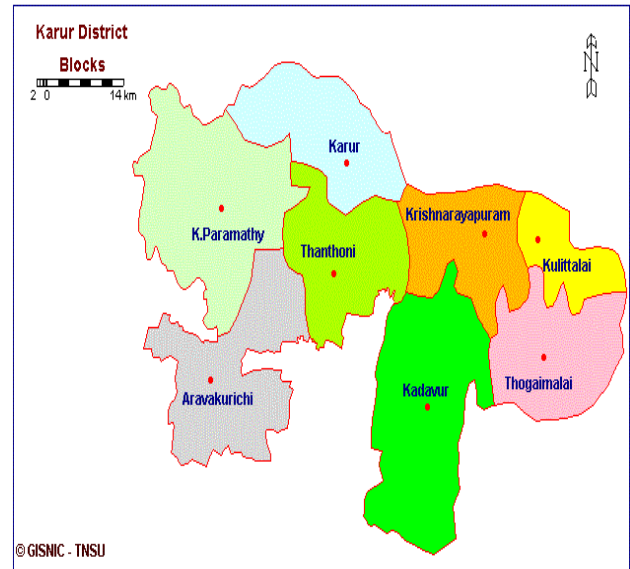 Karur District
Blocks
2 0 14 km
N
Karur
K.Paramathy
Krishnarayapuram
Thanthoni
Kulittalai
Aravakurichi
Kadavur
Thogaimalai
© GISNIC - TNSU